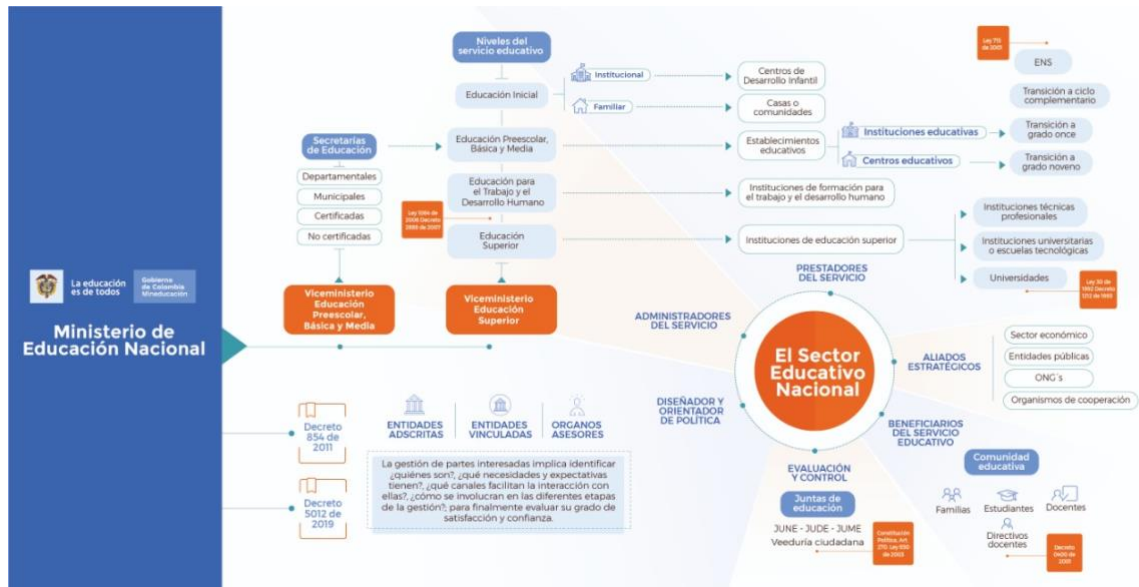 La educación
es de todos
Gobierno
de Colombia
Mineducación
Ministerio de
Educación Nacional
Niveles del
servicio educativo
Educación Inicial
Institucional
Familiar
Centros de
Desarrollo Infantil
Casas o
comunidades
Secretarías
de Educación
Departamentales
Municipales
Certificadas
No certificadas
Educación Preescolar,
Básica y Media
Establecimientos
educativos
Instituciones educativas
Centros educativos
ENS
Transición a ciclo
complementario
Transición a
grado once
Transición a
grado noveno
Educación para
el Trabajo y el
Desarrollo Humano
Instituciones de formación para
el trabajo y el desarrollo humano
Educación
Superior
Instituciones de educación superior
Instituciones técnicas
profesionales
Instituciones universitarias
o escuelas tecnológicas
Universidades
Viceministerio
Educación
Preescolar,
Básica y Media
Viceministerio
Educación
Superior
PRESTADORES
DEL SERVICIO
ADMINISTRADORES
DEL SERVICIO
El Sector
Educativo
Nacional
ALIADOS
ESTRATÉGICOS
Sector económico
Entidades públicas
ONG´s
Organismos de cooperación
DISEÑADOR Y
ORIENTADOR
DE POLÍTICA
BENEFICIARIOS
DEL SERVICIO
EDUCATIVO
Comunidad
educativa
Familias
Estudiantes
Docentes
Directivos
docentes
EVALUACIÓN
Y CONTROL
Juntas de
educación
JUNE - JUDE - JUME
Veeduría ciudadana
Constitución
Política, Art.
Decreto
854 de
2011
Decreto
5012 de
2019
ENTIDADES
ADSCRITAS
ENTIDADES
VINCULADAS
ORGANOS
ASESORES
La gestión de partes interesadas implica identificar
¿quiénes son?, ¿qué necesidades y expectativas
tienen?, ¿qué canales facilitan la interacción con
ellas?, ¿cómo se involucran en las diferentes etapas
de la gestión?; para finalmente evaluar su grado de
satisfacción y confianza.